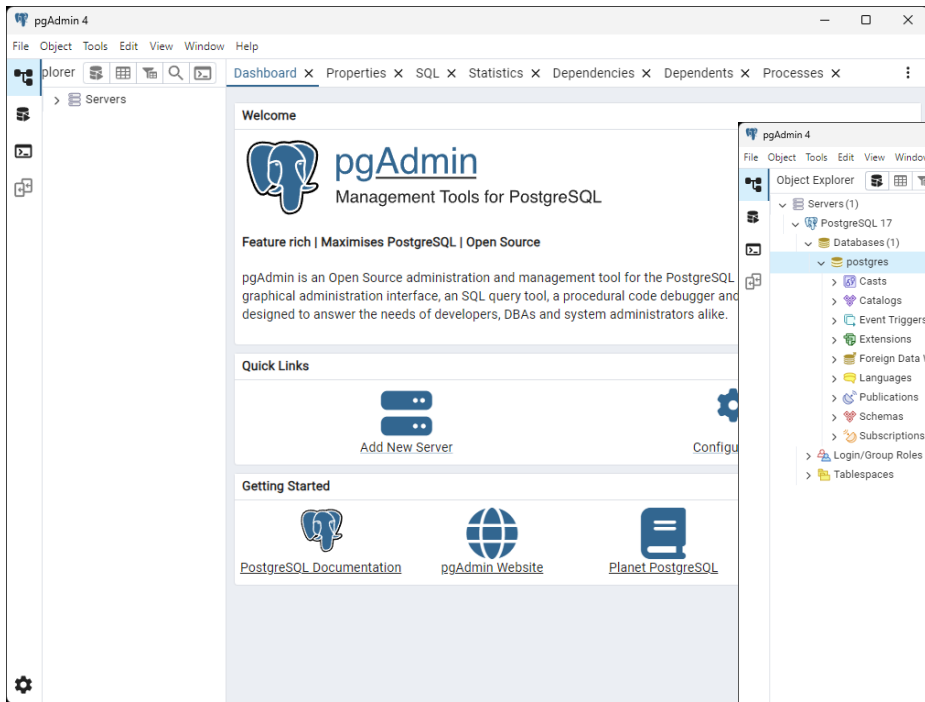 pgAdmin 4
File Object Tools Edit View Window Help
plorer
Dashboard Properties SQL Statistics Dependencies Dependents Processes
Servers
Welcome
pgAdmin
Management Tools for PostgreSQL
Feature rich | Maximises PostgreSQL | Open Source
pgAdmin is an Open Source administration and management tool for the PostgreSQL
graphical administration interface, an SQL query tool, a procedural code debugger and
designed to answer the needs of developers, DBAs and system administrators alike.
Quick Links
Add New Server
Configu
Getting Started
PostgreSQL Documentation
pgAdmin Website
Planet PostgreSQL
pgAdmin 4
File Object Tools Edit View Windov
Object Explorer
Servers (1)
PostgreSQL 17
Databases (1)
postgres
Casts
Catalogs
Event Triggers
Extensions
Foreign Data
Languages
Publications
Schemas
Subscriptions
Login/Group Roles
Tablespaces